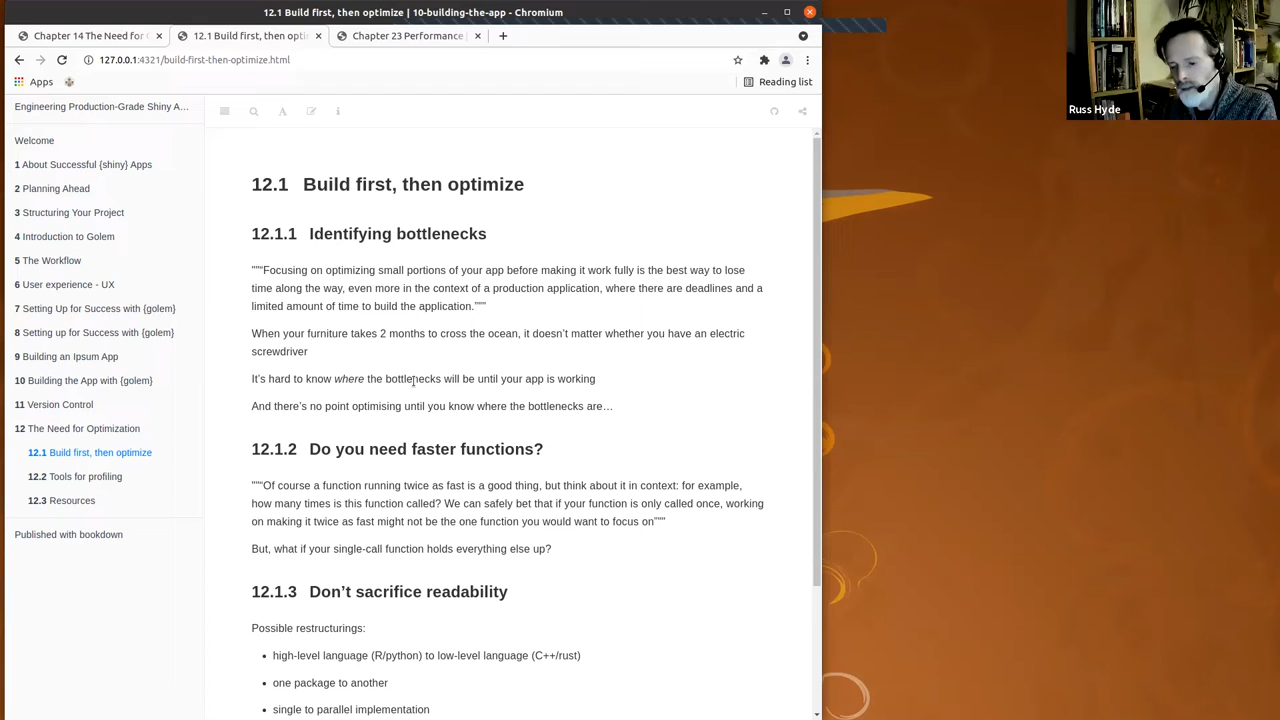 12.1 Build first, then optimize | 10-building-the-app - Chromium
Chapter 14 The Need for
12.1 Build first, then opti
Chapter 23 Performance
127.0.0.1:4321/build-first-then-optimize.html
Apps
Reading list
Russ Hyde
Engineering Production-Grade Shiny A...
Welcome
1 About Successful {shiny} Apps
2 Planning Ahead
3 Structuring Your Project
4 Introduction to Golem
5 The Workflow
6 User experience - UX
7 Setting Up for Success with {golem}
8 Setting up for Success with {golem}
9 Building an Ipsum App
10 Building the App with {golem}
11 Version Control
12 The Need for Optimization
12.1 Build first, then optimize
12.2 Tools for profiling
12.3 Resources
Published with bookdown
12.1 Build first, then optimize
12.1.1 Identifying bottlenecks
"""Focusing on optimizing small portions of your app before making it work fully is the best way to lose
time along the way, even more in the context of a production application, where there are deadlines and a
limited amount of time to build the application."""
When your furniture takes 2 months to cross the ocean, it doesn't matter whether you have an electric
screwdriver
It's hard to know where the bottlenecks will be until your app is working
And there's no point optimising until you know where the bottlenecks are…
12.1.2 Do you need faster functions?
"""Of course a function running twice as fast is a good thing, but think about it in context: for example,
how many times is this function called? We can safely bet that if your function is only called once, working
on making it twice as fast might not be the one function you would want to focus on"""
But, what if your single-call function holds everything else up?
12.1.3 Don't sacrifice readability
Possible restructurings:
• high-level language (R/python) to low-level language (C++/rust)
• one package to another
• single to parallel implementation